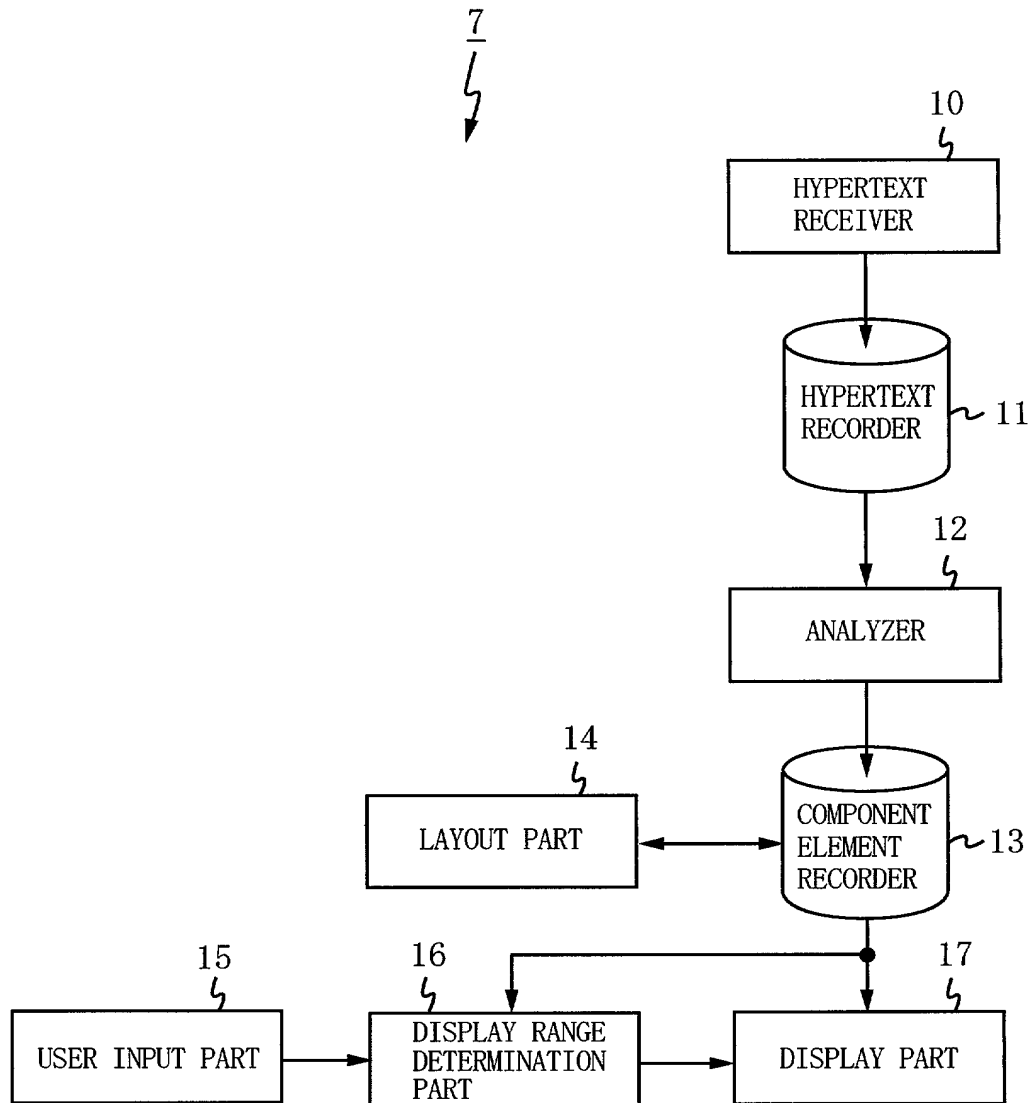 7
10
HYPERTEXT
RECEIVER
HYPERTEXT
RECORDER
11
12
ANALYZER
14
LAYOUT PART
COMPONENT
ELEMENT
RECORDER
13
15
USER INPUT PART
16
DISPLAY RANGE
DETERMINATION
PART
17
DISPLAY PART